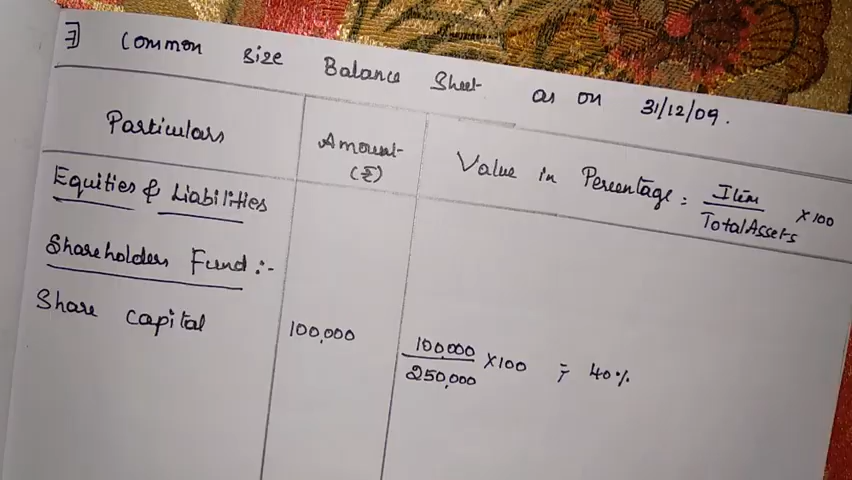 7] Common Size Balance Sheet as on 31/12/09.
Particulars Amount (₹) Value in Percentage = Item / Total Assets × 100
Equities & Liabilities
Shareholders Fund :-
Share capital 100,000 100,000 / 250,000 × 100 = 40%